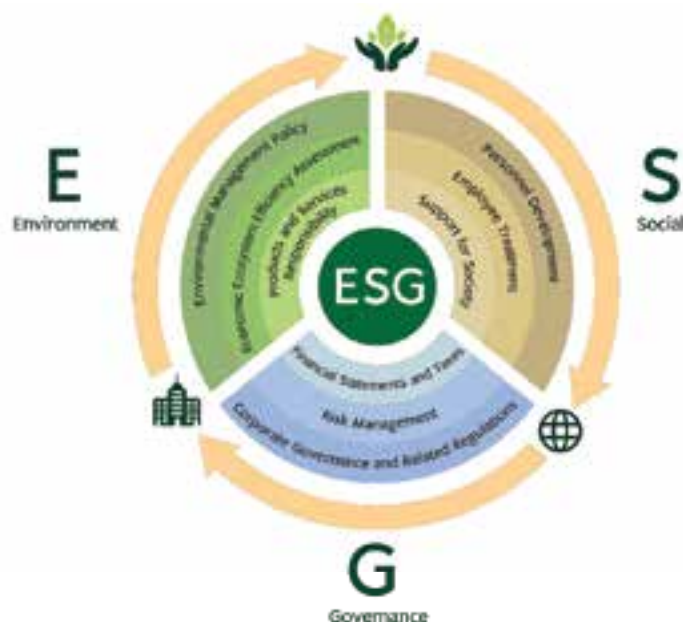 E
Environment
S
Social
G
Governance
ESG
Environmental Management Policy
Economic Ecosystem Efficiency Assessment
Products and Services
Responsibility
Personnel Development
Employee Treatment
Support for Society
Financial Statements and Taxes
Risk Management
Corporate Governance and Related Regulations